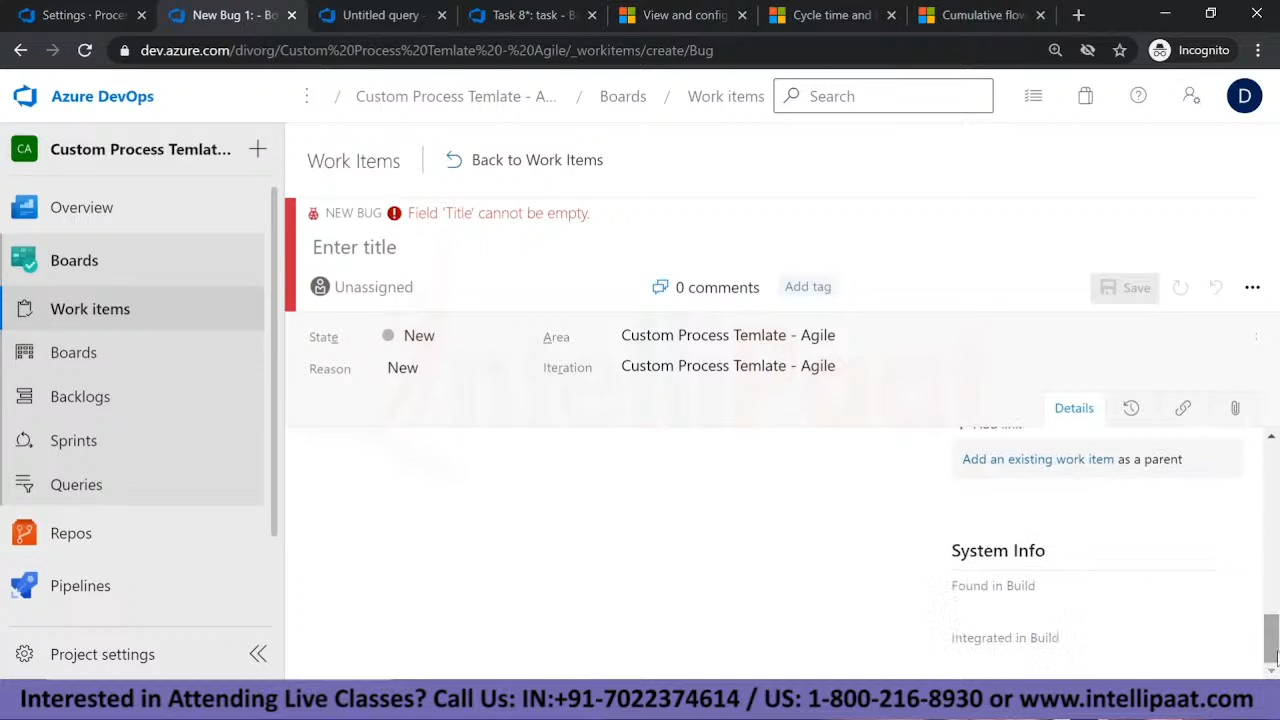 Settings - Process
New Bug 1: - Bo
Untitled query -
Task 8*: task - B
View and config
Cycle time and
Cumulative flow
dev.azure.com/divorg/Custom%20Process%20Temlate%20-%20Agile/_workitems/create/Bug
Incognito
Azure DevOps
/ Custom Process Temlate - A... / Boards / Work items
Search
D
CA
Custom Process Temlat...
Overview
Boards
Work items
Boards
Backlogs
Sprints
Queries
Repos
Pipelines
Project settings
Work Items
Back to Work Items
NEW BUG
Field 'Title' cannot be empty.
Enter title
Unassigned
0 comments
Add tag
Save
State
New
Area
Custom Process Temlate - Agile
Reason
New
Iteration
Custom Process Temlate - Agile
Details
Add link
Add an existing work item as a parent
System Info
Found in Build
Integrated in Build
Intellipaat
Interested in Attending Live Classes? Call Us: IN:+91-7022374614 / US: 1-800-216-8930 or www.intellipaat.com